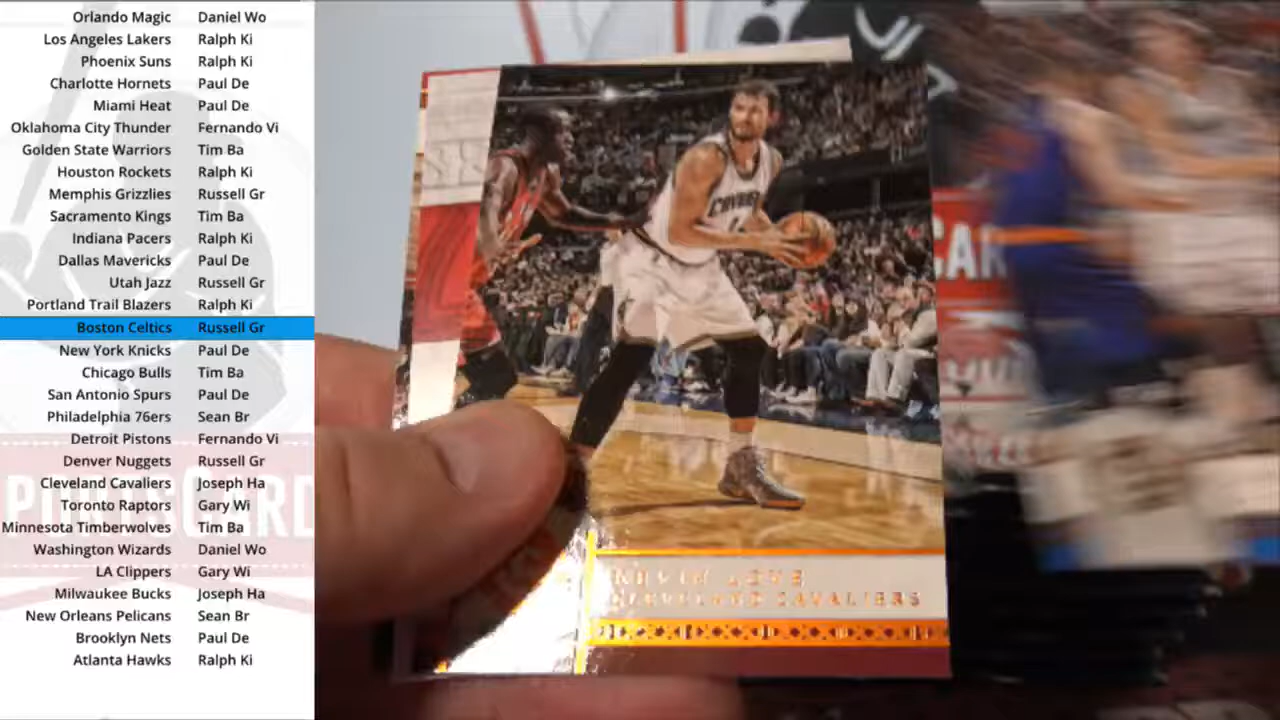 Orlando Magic Daniel Wo
Los Angeles Lakers Ralph Ki
Phoenix Suns Ralph Ki
Charlotte Hornets Paul De
Miami Heat Paul De
Oklahoma City Thunder Fernando Vi
Golden State Warriors Tim Ba
Houston Rockets Ralph Ki
Memphis Grizzlies Russell Gr
Sacramento Kings Tim Ba
Indiana Pacers Ralph Ki
Dallas Mavericks Paul De
Utah Jazz Russell Gr
Portland Trail Blazers Ralph Ki
Boston Celtics Russell Gr
New York Knicks Paul De
Chicago Bulls Tim Ba
San Antonio Spurs Paul De
Philadelphia 76ers Sean Br
Detroit Pistons Fernando Vi
Denver Nuggets Russell Gr
Cleveland Cavaliers Joseph Ha
Toronto Raptors Gary Wi
Minnesota Timberwolves Tim Ba
Washington Wizards Daniel Wo
LA Clippers Gary Wi
Milwaukee Bucks Joseph Ha
New Orleans Pelicans Sean Br
Brooklyn Nets Paul De
Atlanta Hawks Ralph Ki
KEVIN LOVE
CLEVELAND CAVALIERS